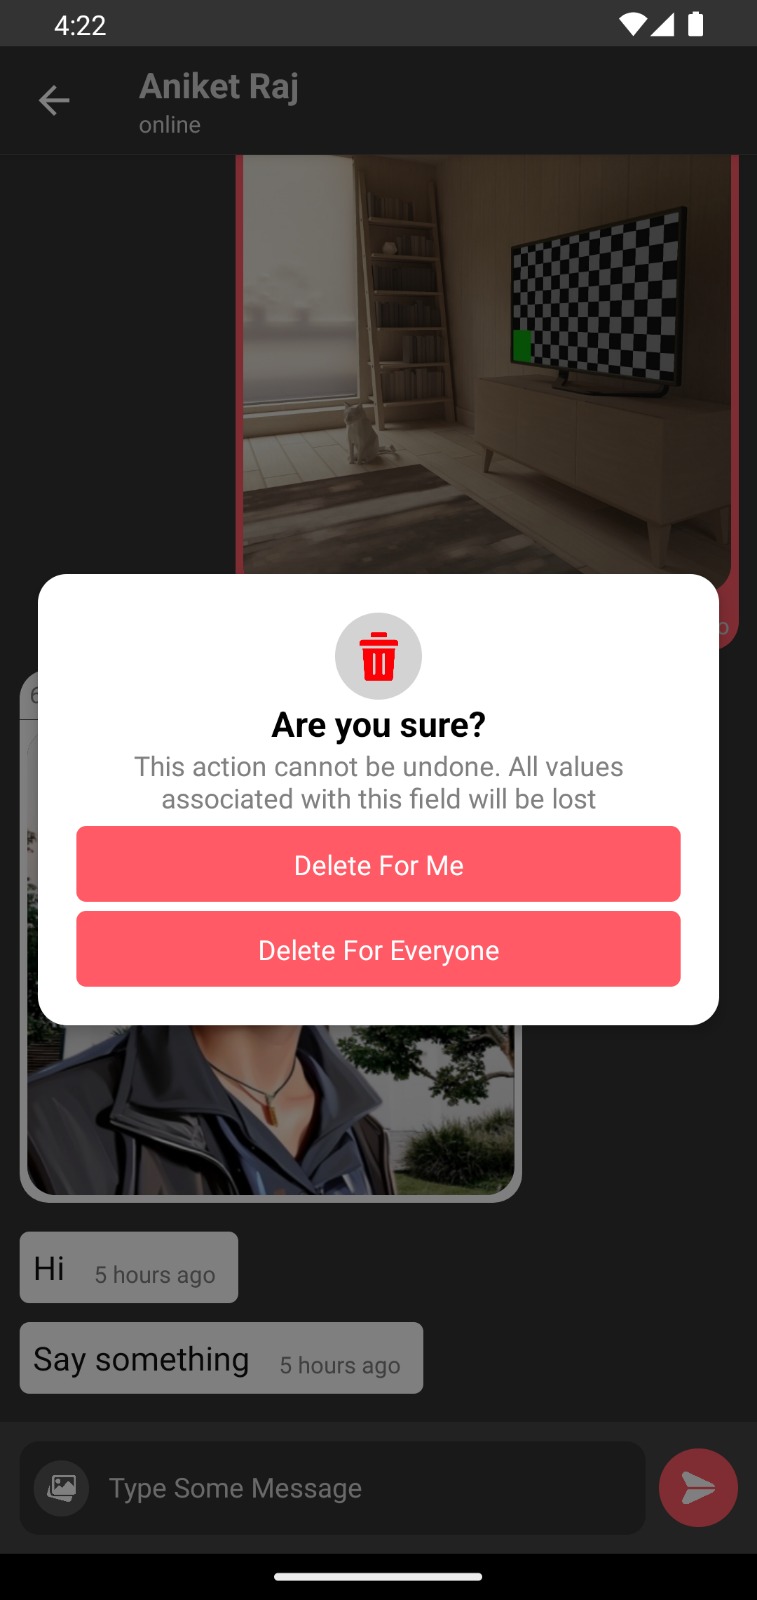 4:22
Aniket Raj
online
Are you sure?
This action cannot be undone. All values
associated with this field will be lost
Delete For Me
Delete For Everyone
Hi 5 hours ago
Say something 5 hours ago
Type Some Message